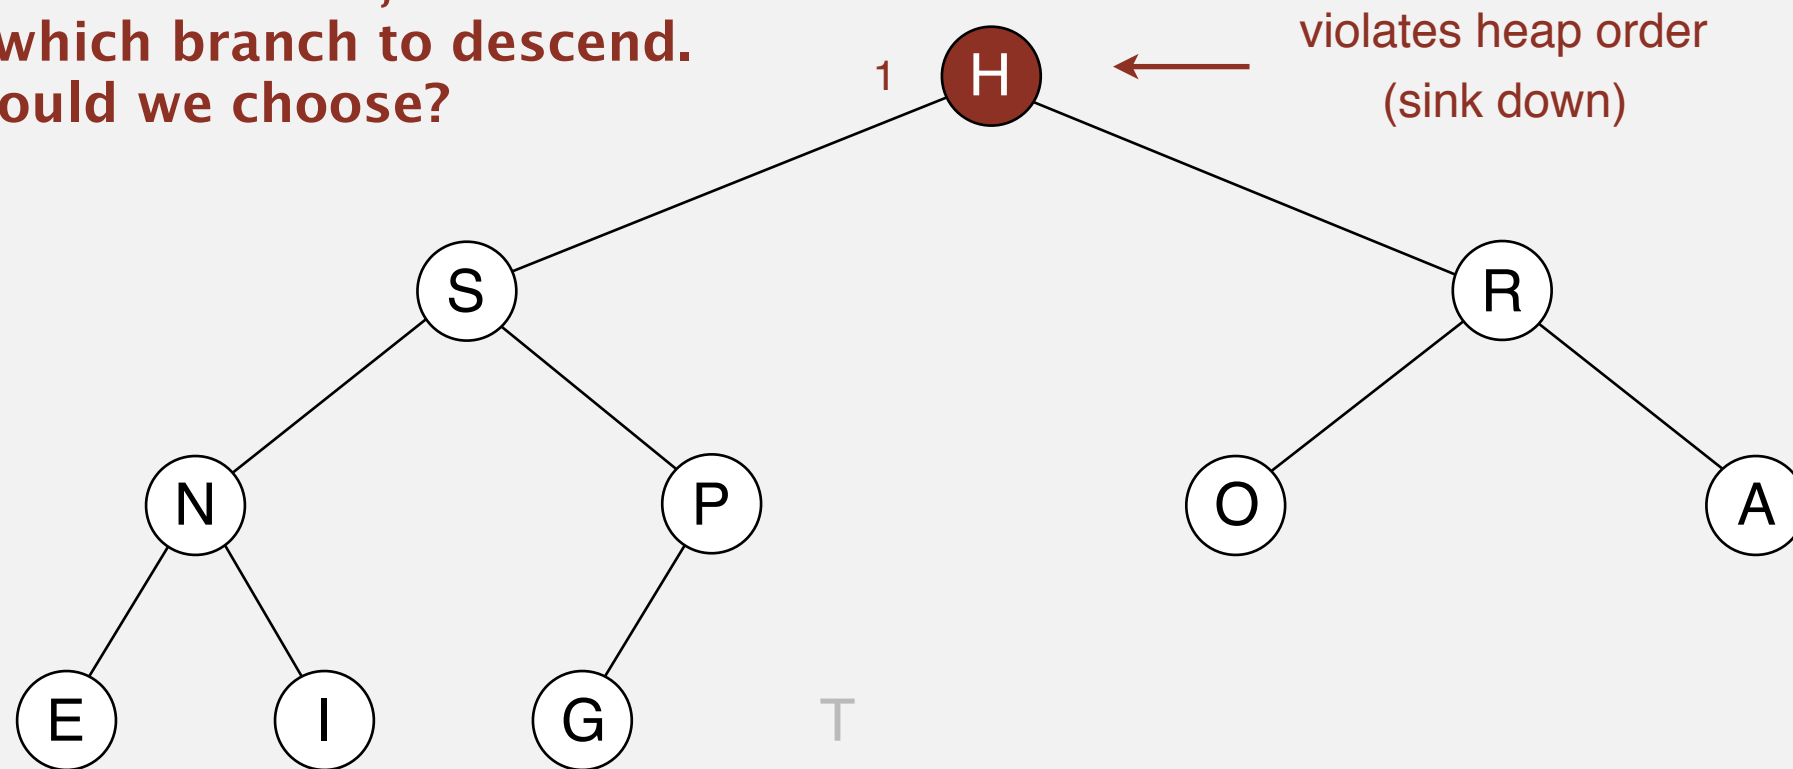 which branch to descend.
ould we choose?
violates heap order
(sink down)
1
H
S
R
N
P
O
A
E
I
G
T